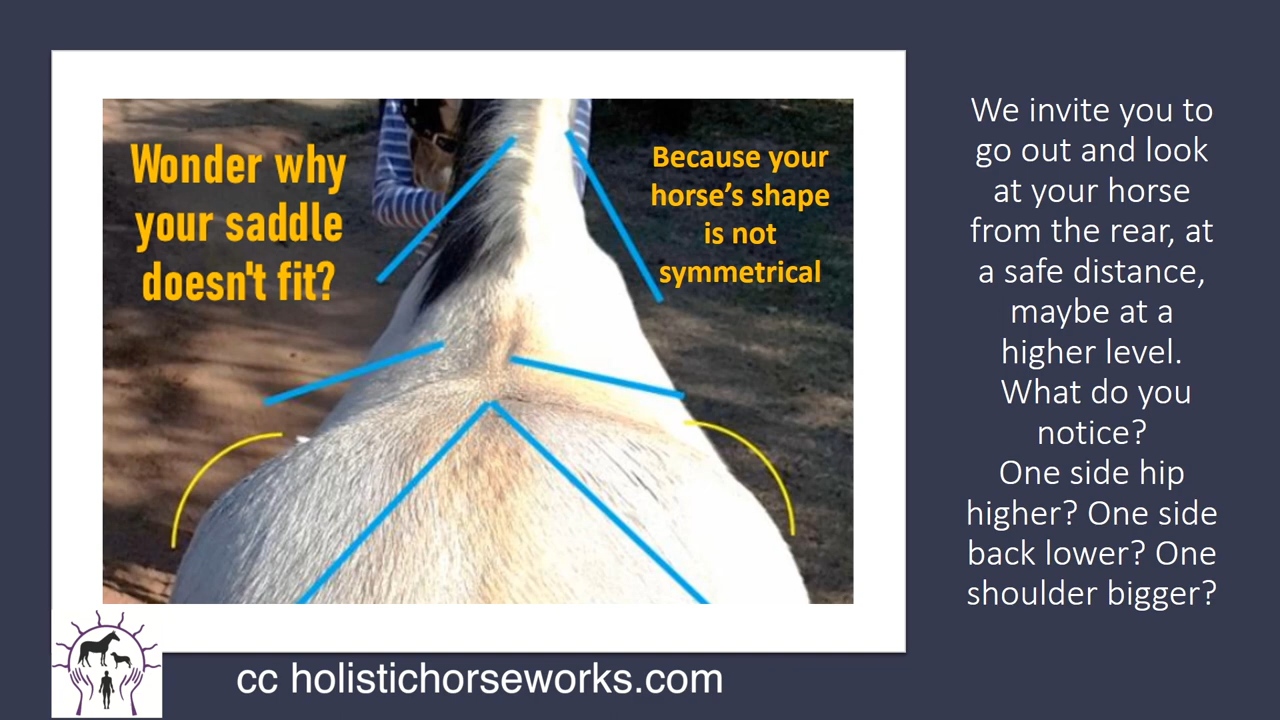 Wonder why
your saddle
doesn't fit?
Because your
horse’s shape
is not
symmetrical
We invite you to
go out and look
at your horse
from the rear, at
a safe distance,
maybe at a
higher level.
What do you
notice?
One side hip
higher? One side
back lower? One
shoulder bigger?
cc holistichorseworks.com